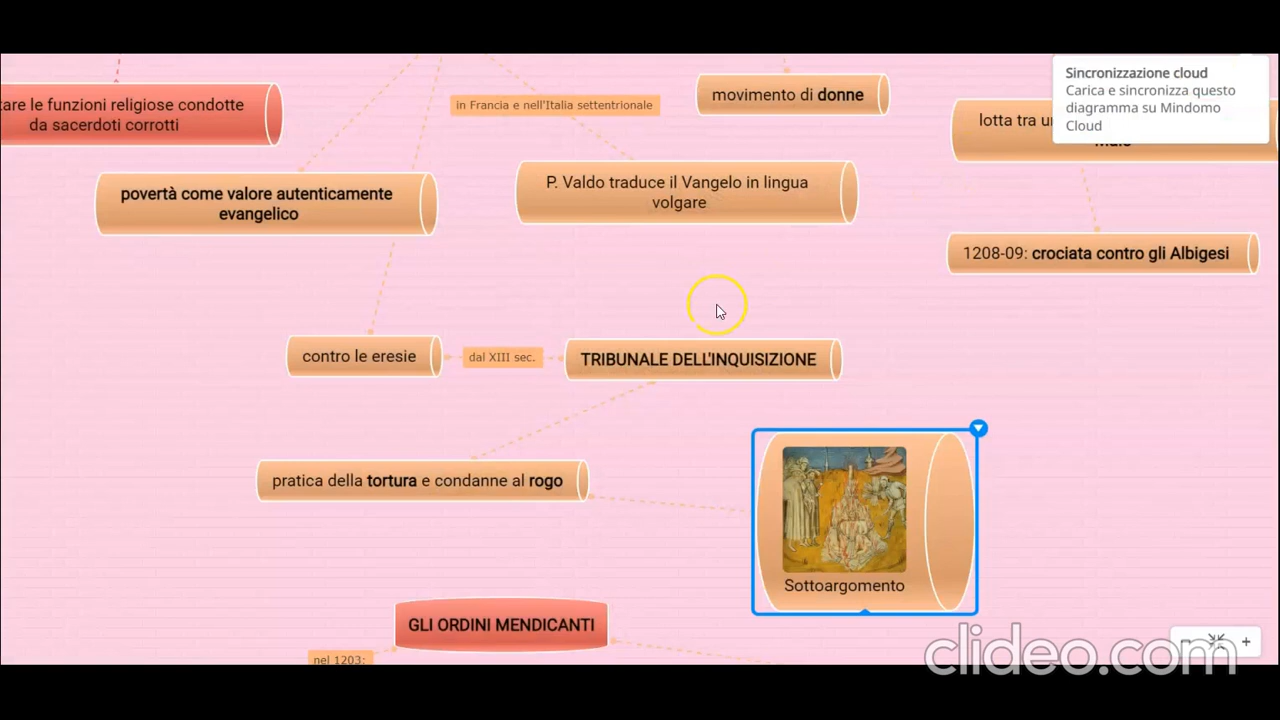 Sincronizzazione cloud
Carica e sincronizza questo
diagramma su Mindomo
Cloud
tare le funzioni religiose condotte
da sacerdoti corrotti
in Francia e nell'Italia settentrionale
movimento di donne
lotta tra
povertà come valore autenticamente
evangelico
P. Valdo traduce il Vangelo in lingua
volgare
1208-09: crociata contro gli Albigesi
contro le eresie
dal XIII sec.
TRIBUNALE DELL'INQUISIZIONE
pratica della tortura e condanne al rogo
Sottoargomento
GLI ORDINI MENDICANTI
nel 1203:
clideo.com